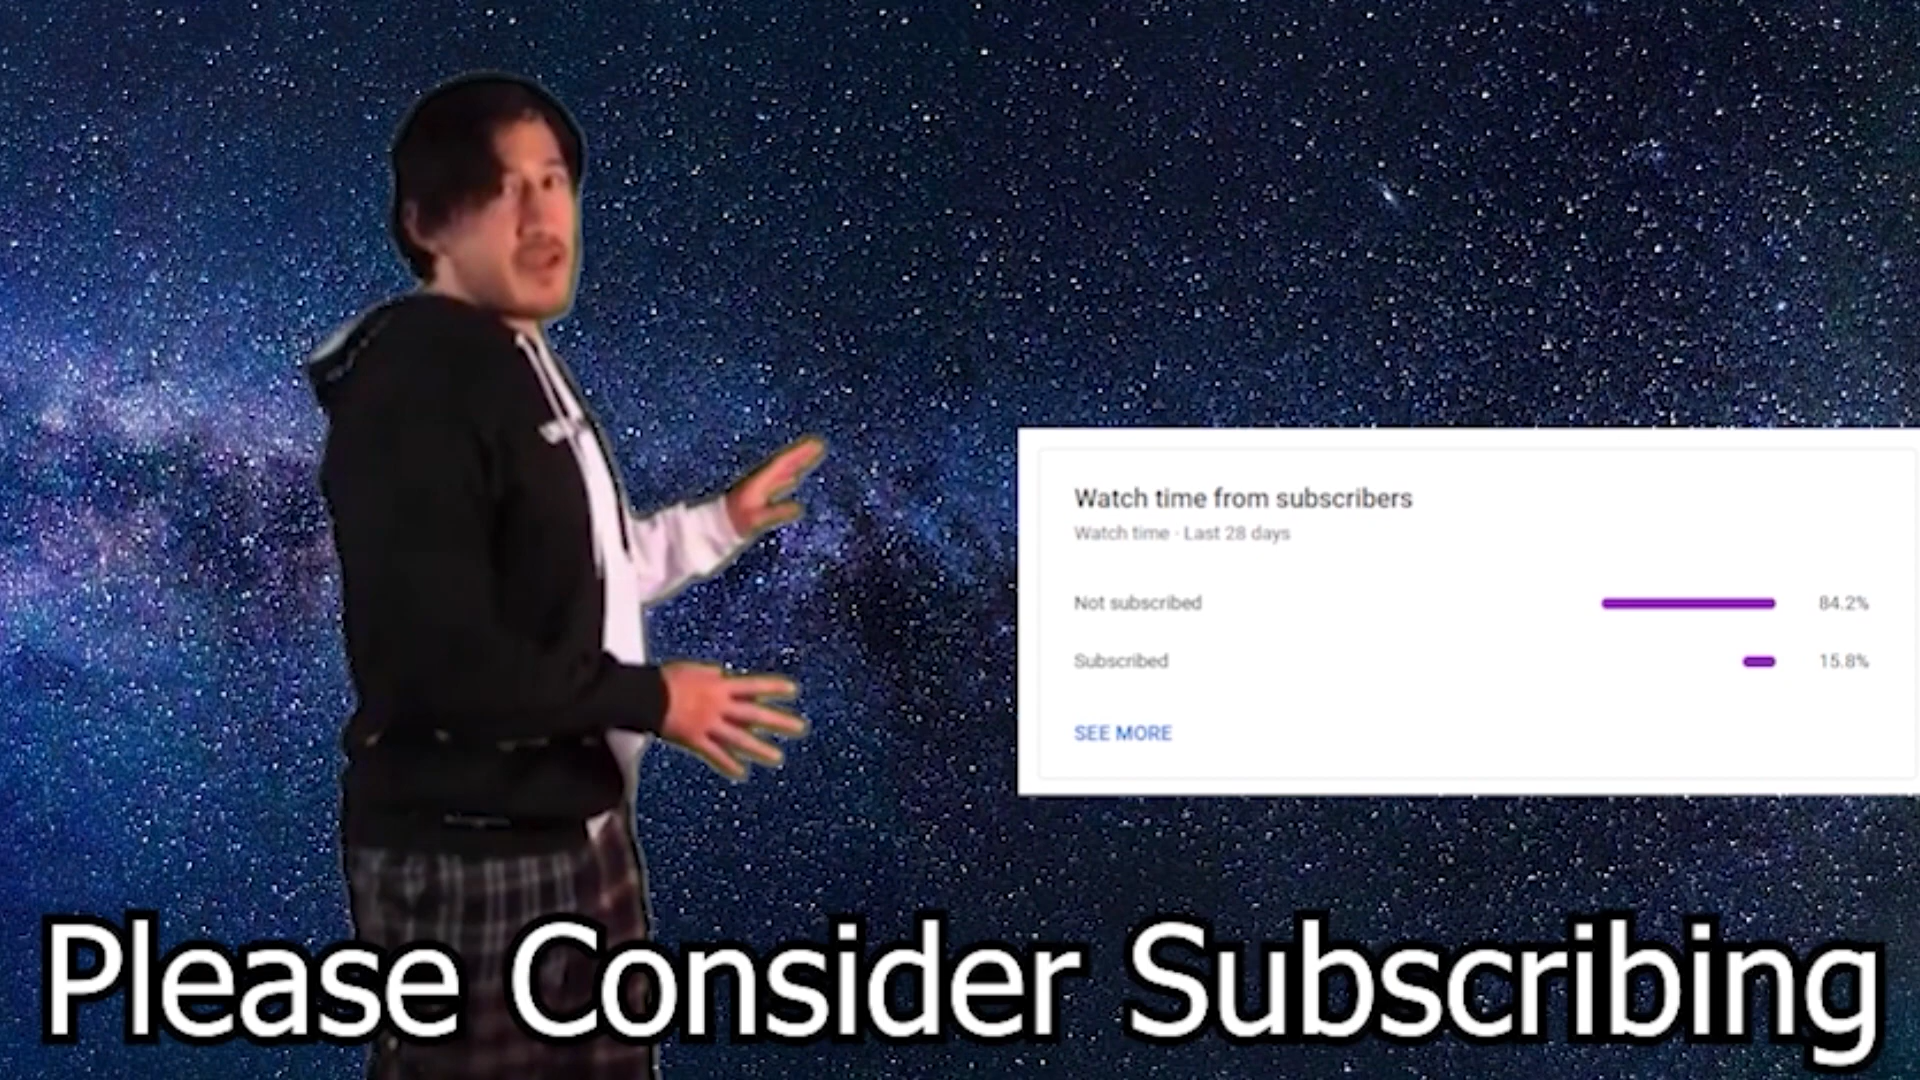 Watch time from subscribers
Watch time · Last 28 days
Not subscribed 84.2%
Subscribed 15.8%
SEE MORE
Please Consider Subscribing